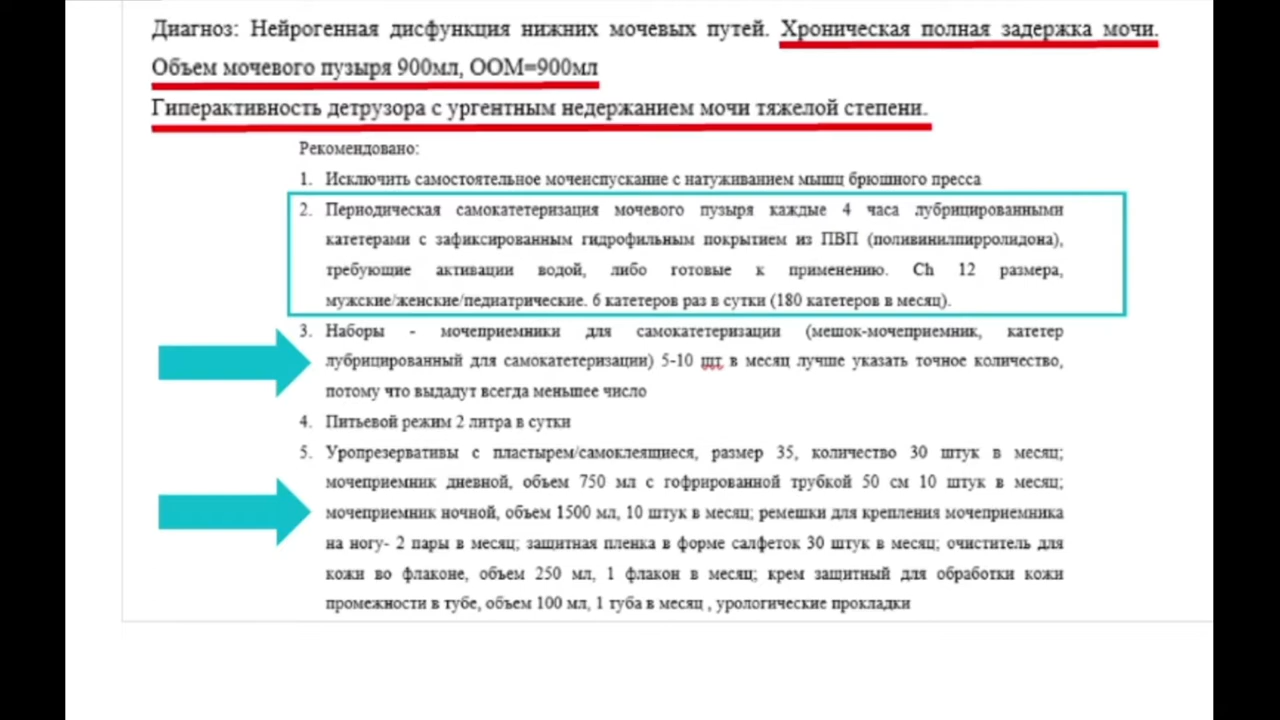 Диагноз: Нейрогенная дисфункция нижних мочевых путей. Хроническая полная задержка мочи.
Объем мочевого пузыря 900мл, ООМ=900мл
Гиперактивность детрузора с ургентным недержанием мочи тяжелой степени.
Рекомендовано:
1. Исключить самостоятельное мочеиспускание с натуживанием мышц брюшного пресса
2. Периодическая самокатетеризация мочевого пузыря каждые 4 часа лубрицированными
катетерами с зафиксированным гидрофильным покрытием из ПВП (поливинилпирролидона),
требующие активации водой, либо готовые к применению. Ch 12 размера,
мужские/женские/педиатрические. 6 катетеров раз в сутки (180 катетеров в месяц).
3. Наборы - мочеприемники для самокатетеризации (мешок-мочеприемник, катетер
лубрицированный для самокатетеризации) 5-10 шт в месяц лучше указать точное количество,
потому что выдадут всегда меньшее число
4. Питьевой режим 2 литра в сутки
5. Уропрезервативы с пластырем/самоклеящиеся, размер 35, количество 30 штук в месяц;
мочеприемник дневной, объем 750 мл с гофрированной трубкой 50 см 10 штук в месяц;
мочеприемник ночной, объем 1500 мл, 10 штук в месяц; ремешки для крепления мочеприемника
на ногу- 2 пары в месяц; защитная пленка в форме салфеток 30 штук в месяц; очиститель для
кожи во флаконе, объем 250 мл, 1 флакон в месяц; крем защитный для обработки кожи
промежности в тубе, объем 100 мл, 1 туба в месяц , урологические прокладки